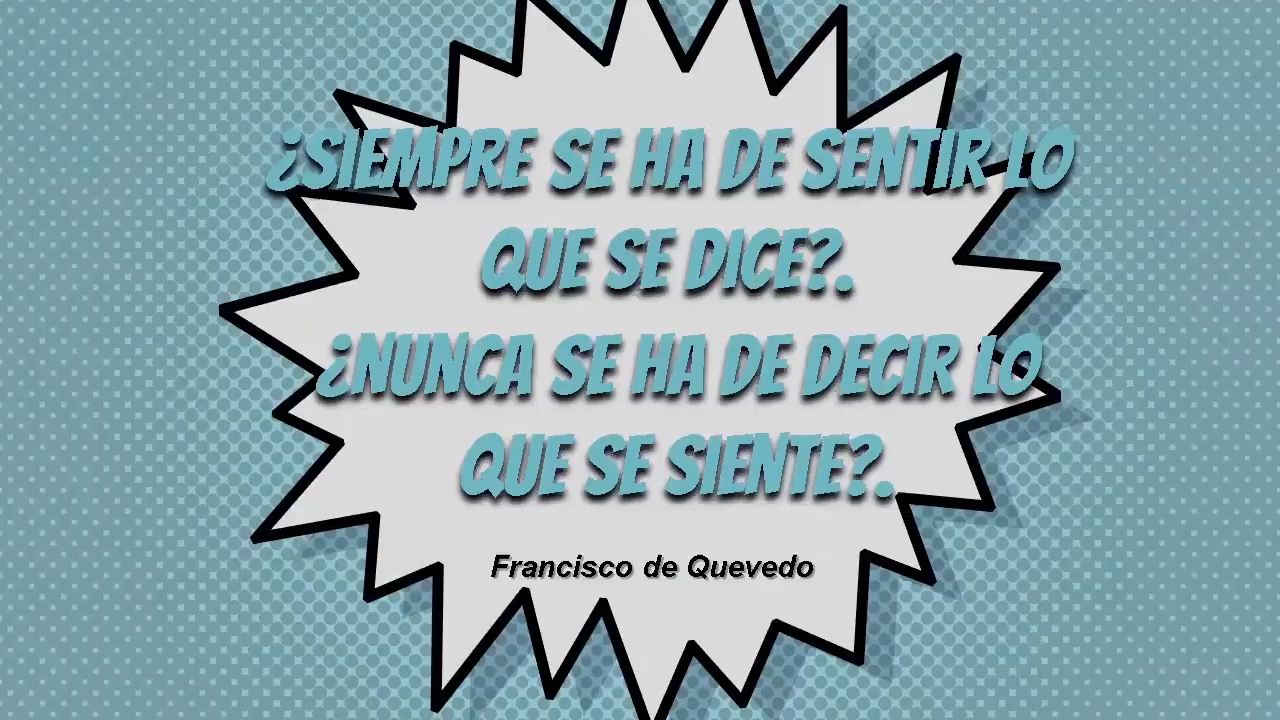 ¿SIEMPRE SE HA DE SENTIR LO
QUE SE DICE?.
¿NUNCA SE HA DE DECIR LO
QUE SE SIENTE?.
Francisco de Quevedo